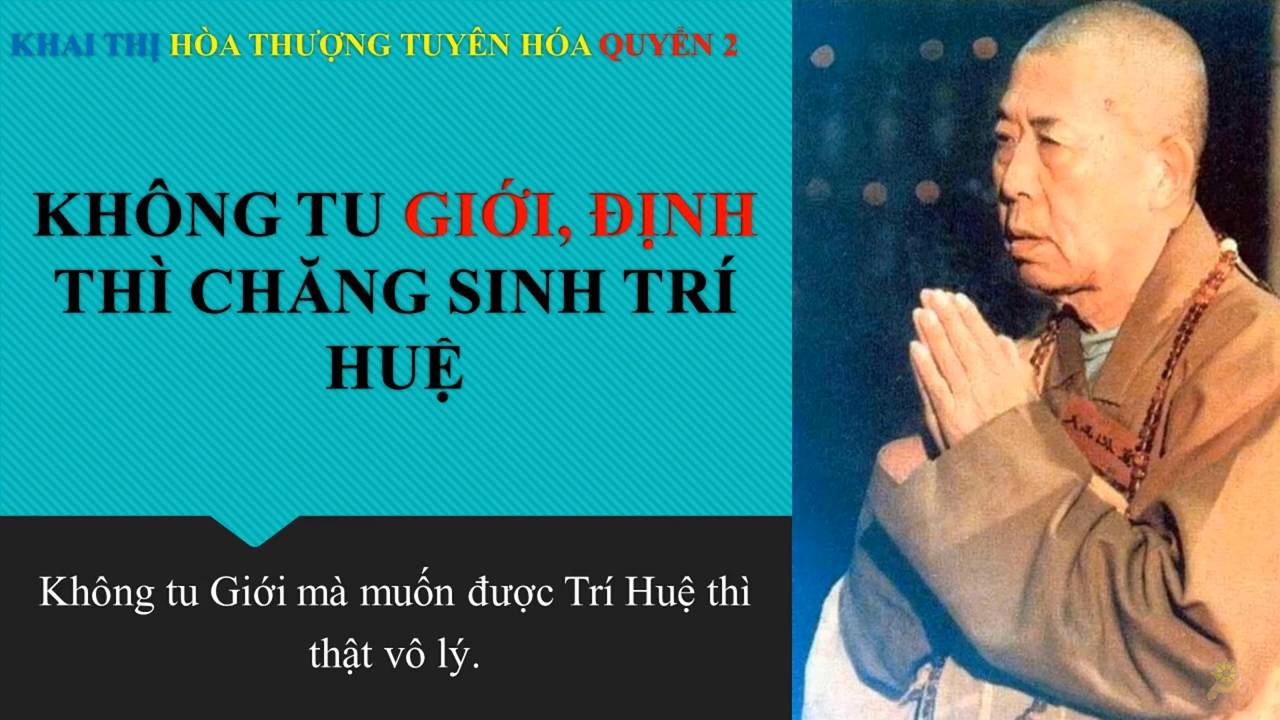 KHAI THỊ HÒA THƯỢNG TUYÊN HÓA QUYỂN 2
KHÔNG TU GIỚI, ĐỊNH
THÌ CHĂNG SINH TRÍ
HUỆ
Không tu Giới mà muốn được Trí Huệ thì
thật vô lý.